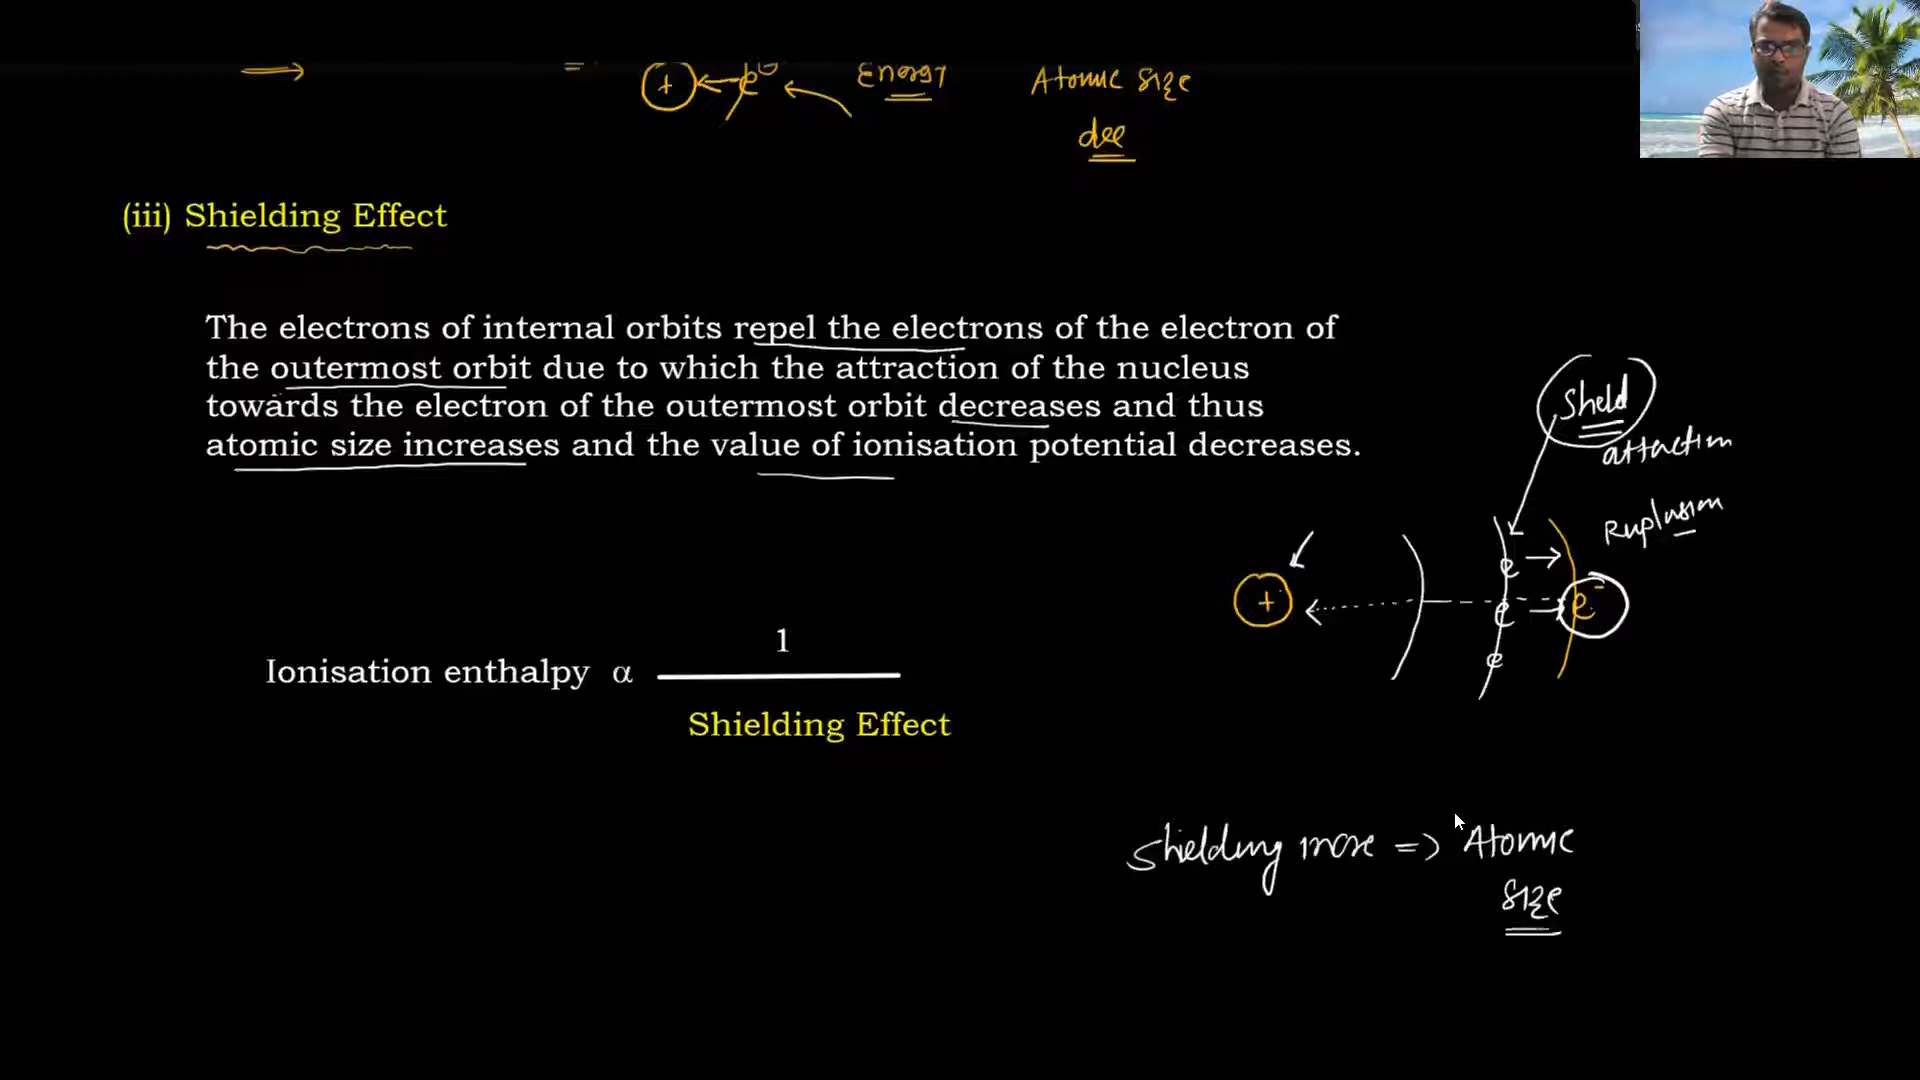 + e⊖ Energy Atomic size
dec
(iii) Shielding Effect
The electrons of internal orbits repel the electrons of the electron of
the outermost orbit due to which the attraction of the nucleus
towards the electron of the outermost orbit decreases and thus
atomic size increases and the value of ionisation potential decreases.
Sheld
attraction
Ruplusion
e
+ e e⁻
e
1
Ionisation enthalpy α
Shielding Effect
Shielding more => Atomic
size